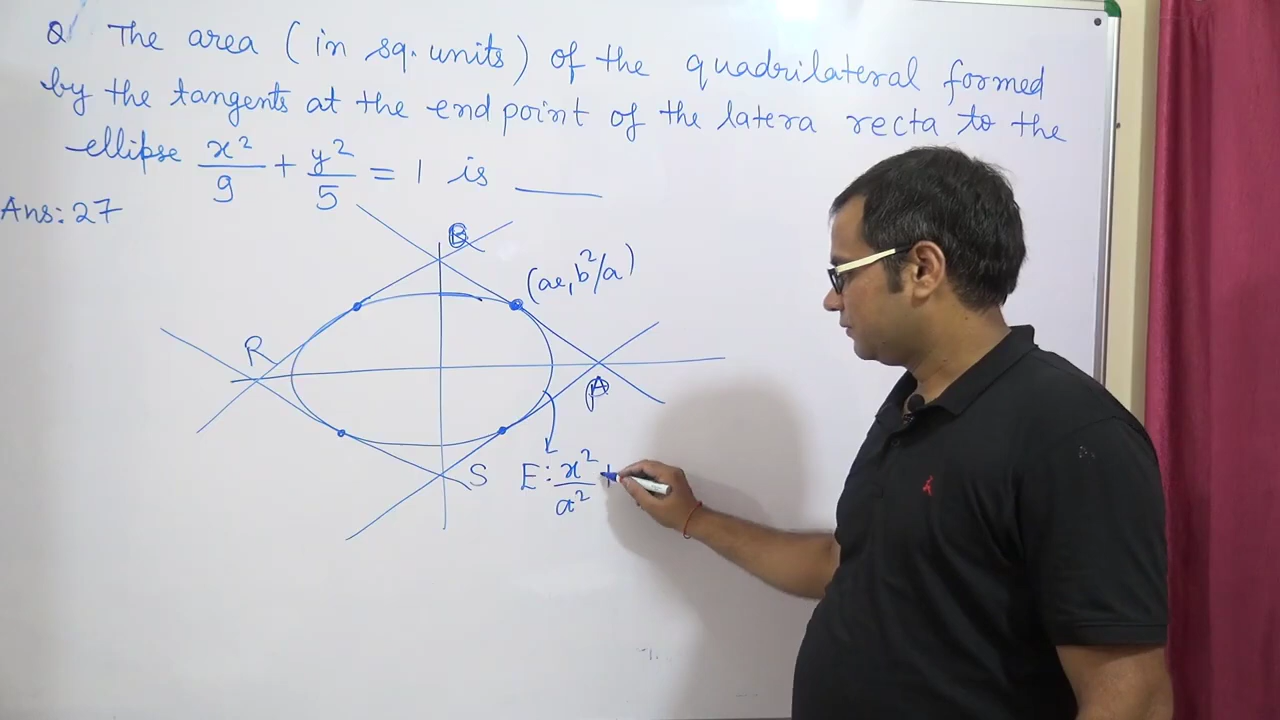 Q The area (in sq. units) of the quadrilateral formed
by the tangents at the end point of the latera recta to the
ellipse x²/9 + y²/5 = 1 is ____
Ans: 27
(ae, b²/a)
R
S
E: x²/a² +